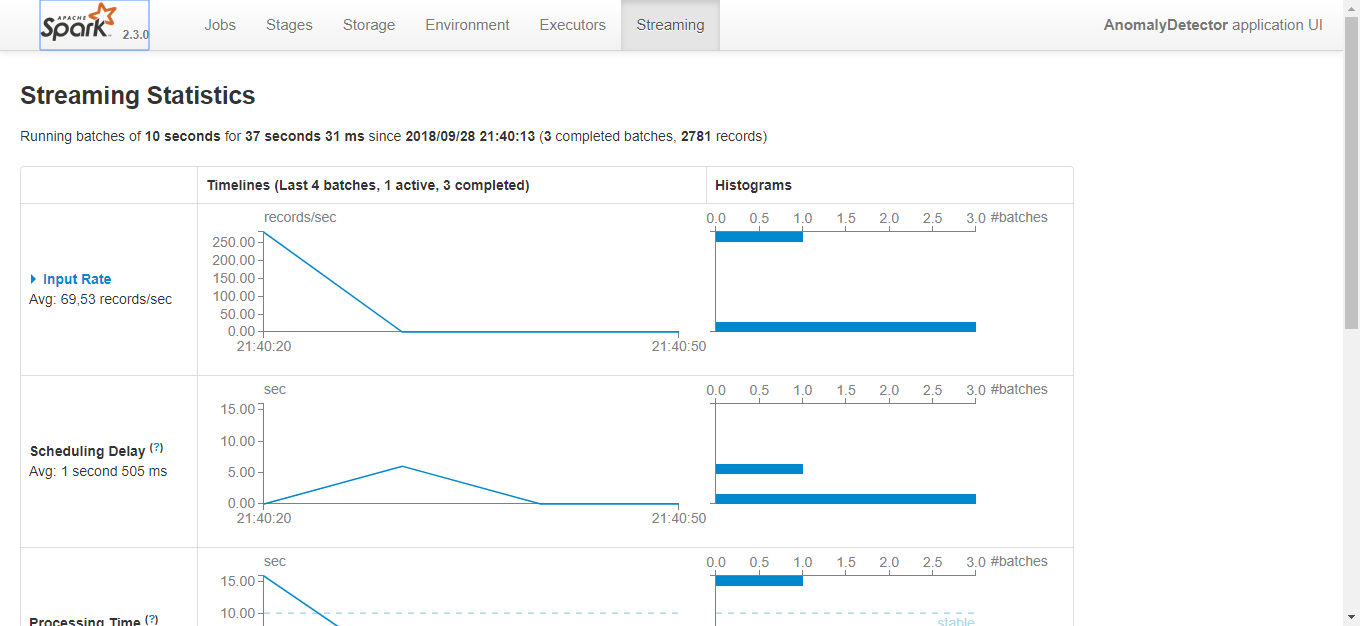 APACHE
Spark 2.3.0 Jobs Stages Storage Environment Executors Streaming AnomalyDetector application UI
Streaming Statistics
Running batches of 10 seconds for 37 seconds 31 ms since 2018/09/28 21:40:13 (3 completed batches, 2781 records)
Timelines (Last 4 batches, 1 active, 3 completed) Histograms
Input Rate
Avg: 69,53 records/sec
records/sec
250.00
200.00
150.00
100.00
50.00
0.00
21:40:20 21:40:50
0.0 0.5 1.0 1.5 2.0 2.5 3.0 #batches
Scheduling Delay (?)
Avg: 1 second 505 ms
sec
15.00
10.00
5.00
0.00
21:40:20 21:40:50
0.0 0.5 1.0 1.5 2.0 2.5 3.0 #batches
Processing Time (?)
sec
15.00
10.00
0.0 0.5 1.0 1.5 2.0 2.5 3.0 #batches
stable